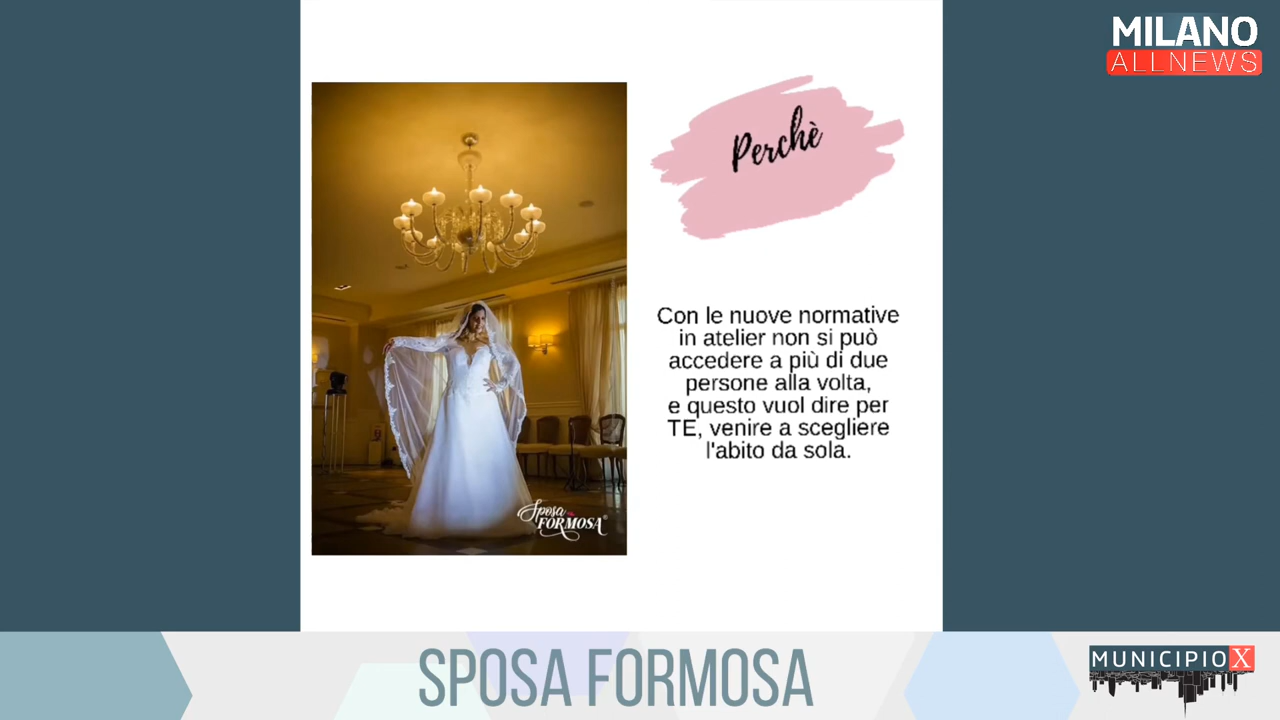 MILANO
ALLNEWS
Perchè
Con le nuove normative
in atelier non si può
accedere a più di due
persone alla volta,
e questo vuol dire per
TE, venire a scegliere
l'abito da sola.
Sposa
FORMOSA®
SPOSA FORMOSA
MUNICIPIO X